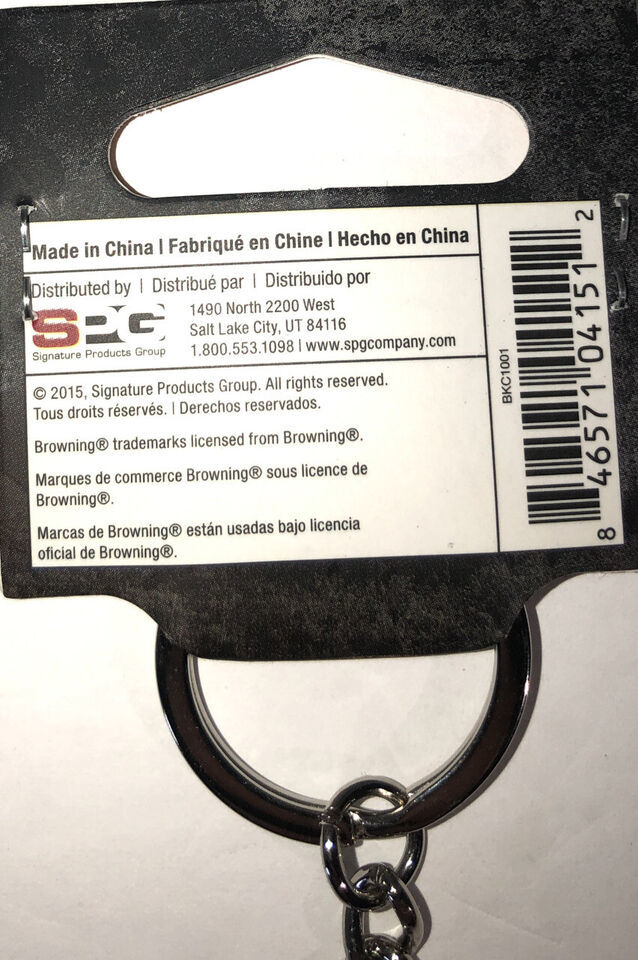 Made in China | Fabriqué en Chine | Hecho en China
Distributed by | Distribué par | Distribuido por
SPG
Signature Products Group
1490 North 2200 West
Salt Lake City, UT 84116
1.800.553.1098 | www.spgcompany.com
© 2015, Signature Products Group. All rights reserved.
Tous droits réservés. | Derechos reservados.
Browning® trademarks licensed from Browning®.
Marques de commerce Browning® sous licence de
Browning®.
Marcas de Browning® están usadas bajo licencia
oficial de Browning®.
BKC1001
8 46571 04151 2